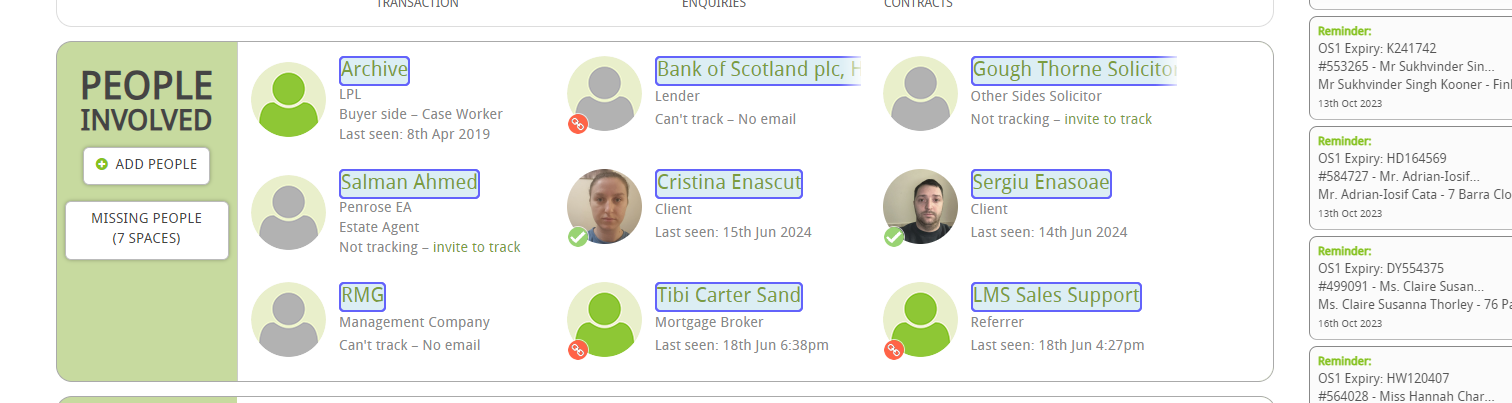 TRANSACTION
ENQUIRIES
CONTRACTS
PEOPLE
INVOLVED
ADD PEOPLE
MISSING PEOPLE
(7 SPACES)
Archive
LPL
Buyer side – Case Worker
Last seen: 8th Apr 2019
Bank of Scotland plc, H
Lender
Can't track – No email
Gough Thorne Solicitor
Other Sides Solicitor
Not tracking – invite to track
Salman Ahmed
Penrose EA
Estate Agent
Not tracking – invite to track
Cristina Enascut
Client
Last seen: 15th Jun 2024
Sergiu Enasoae
Client
Last seen: 14th Jun 2024
RMG
Management Company
Can't track – No email
Tibi Carter Sand
Mortgage Broker
Last seen: 18th Jun 6:38pm
LMS Sales Support
Referrer
Last seen: 18th Jun 4:27pm
Reminder:
OS1 Expiry: K241742
#553265 - Mr Sukhvinder Sin...
Mr Sukhvinder Singh Kooner - Finl
13th Oct 2023
Reminder:
OS1 Expiry: HD164569
#584727 - Mr. Adrian-Iosif...
Mr. Adrian-Iosif Cata - 7 Barra Clo
13th Oct 2023
Reminder:
OS1 Expiry: DY554375
#499091 - Ms. Claire Susan...
Ms. Claire Susanna Thorley - 76 Pa
16th Oct 2023
Reminder:
OS1 Expiry: HW120407
#564028 - Miss Hannah Char...